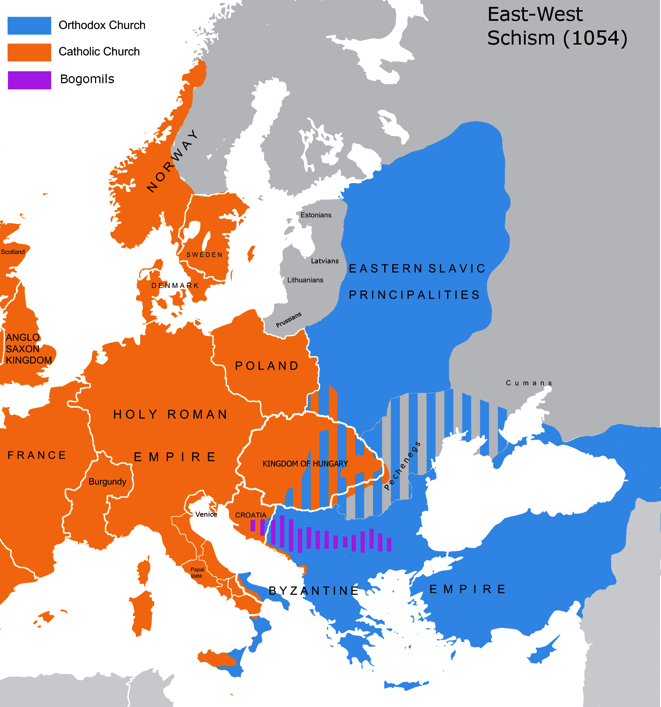 East-West
Schism (1054)
Orthodox Church
Catholic Church
Bogomils
NORWAY
Estonians
Scotland
SWEDEN
Latvians
EASTERN SLAVIC
Lithuanians
DENMARK
PRINCIPALITIES
Prussians
ANGLO
SAXON
KINGDOM
POLAND
Cumans
HOLY ROMAN
FRANCE
EMPIRE
KINGDOM OF HUNGARY
Pechenegs
Burgundy
Venice
CROATIA
Papal
state
BYZANTINE
EMPIRE